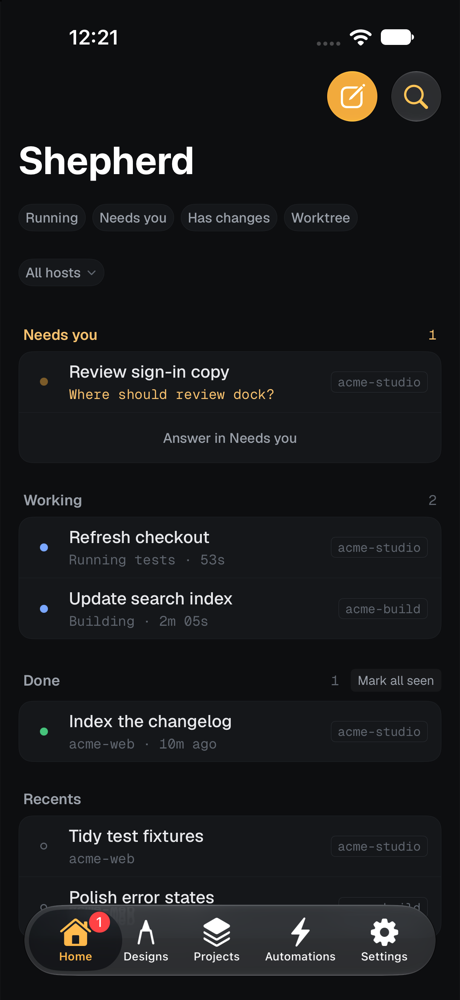 12:21
Shepherd
Running Needs you Has changes Worktree
All hosts
Needs you 1
Review sign-in copy
acme-studio
Where should review dock?
Answer in Needs you
Working 2
Refresh checkout
acme-studio
Running tests · 53s
Update search index
acme-build
Building · 2m 05s
Done 1 Mark all seen
Index the changelog
acme-studio
acme-web · 10m ago
Recents
Tidy test fixtures
acme-studio
acme-web
Polish error states
1
Home Designs Projects Automations Settings